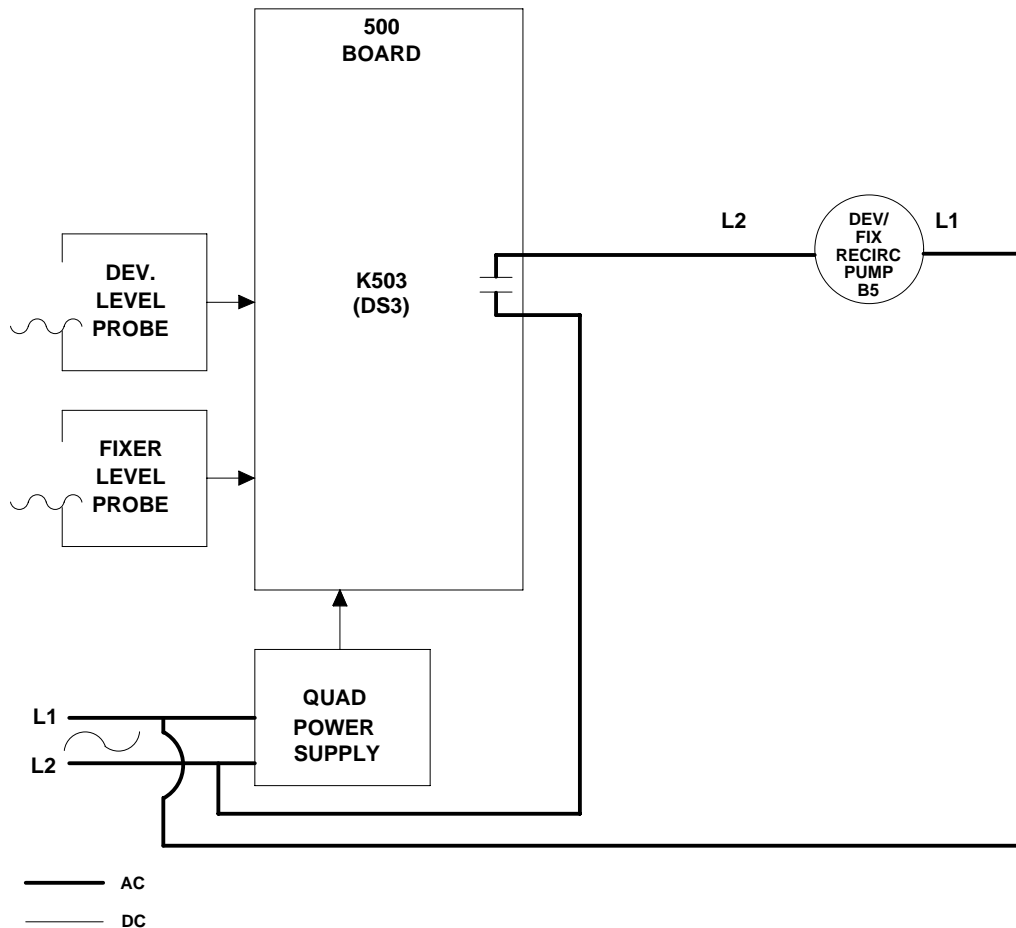 500
BOARD
L2
DEV/
FIX
RECIRC
PUMP
B5
L1
DEV.
LEVEL
PROBE
K503
(DS3)
FIXER
LEVEL
PROBE
QUAD
POWER
SUPPLY
L1
L2
AC
DC